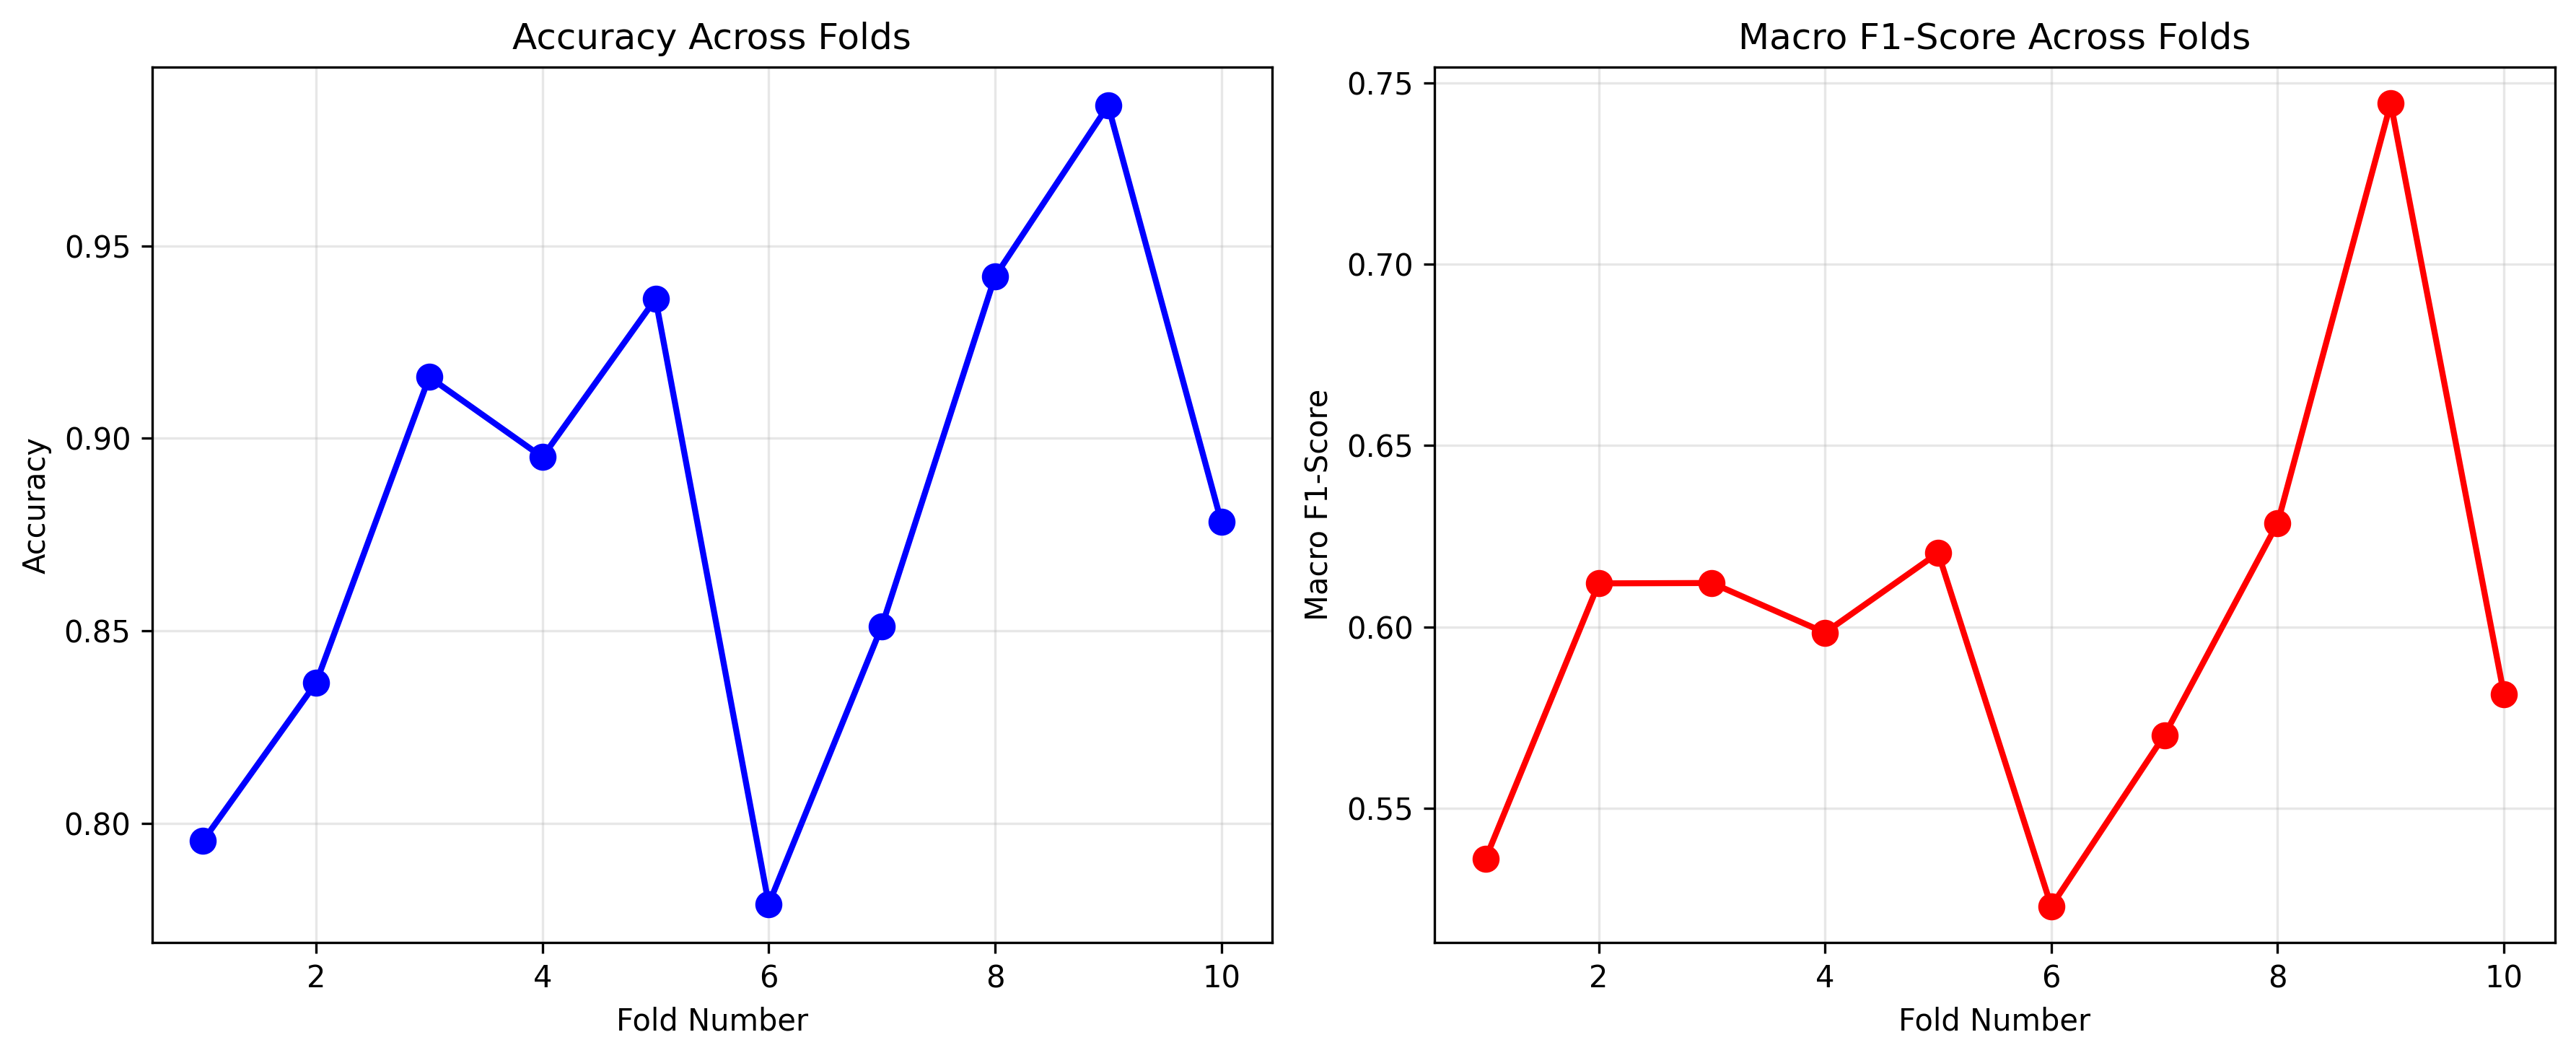 Accuracy Across Folds
Accuracy
0.95
0.90
0.85
0.80
2 4 6 8 10
Fold Number
Macro F1-Score Across Folds
Macro F1-Score
0.75
0.70
0.65
0.60
0.55
2 4 6 8 10
Fold Number